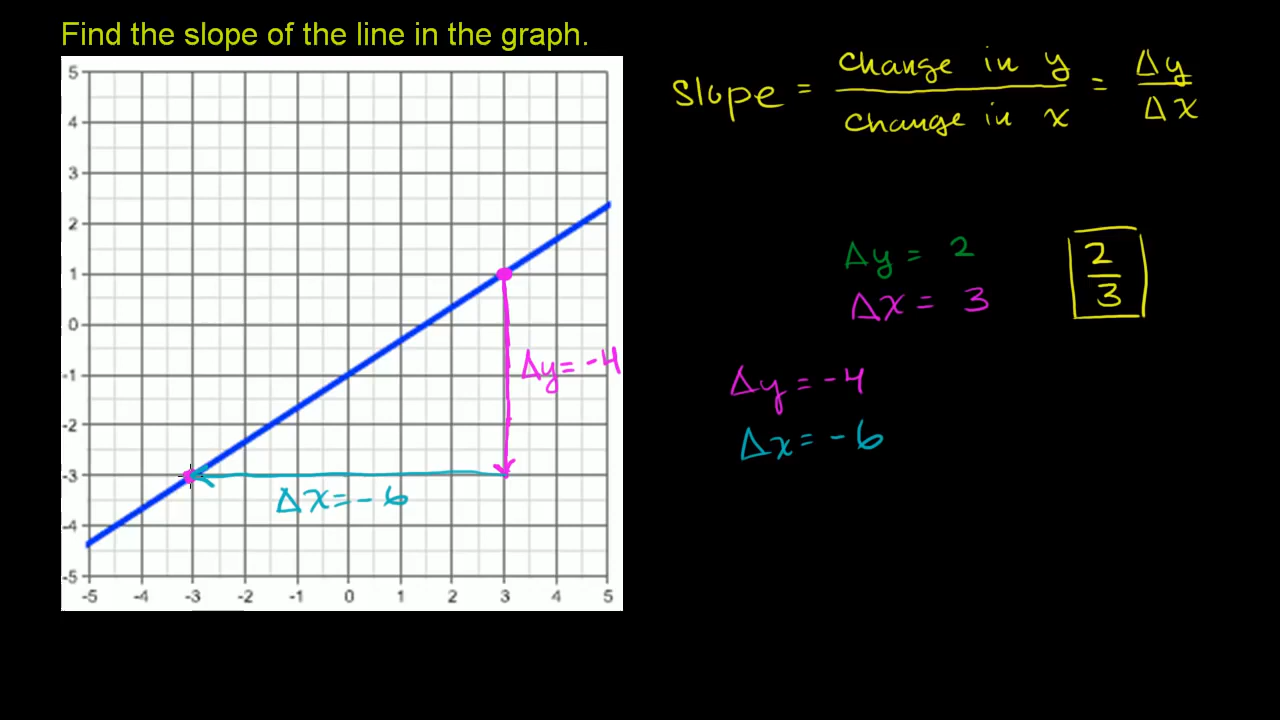 Find the slope of the line in the graph.
slope = change in y / change in x = Δy / Δx
5
4
3
2
1
0
-1
-2
-3
-4
-5
-5 -4 -3 -2 -1 0 1 2 3 4 5
Δy = -4
Δx = -6
Δy = 2
Δx = 3
2/3
Δy = -4
Δx = -6